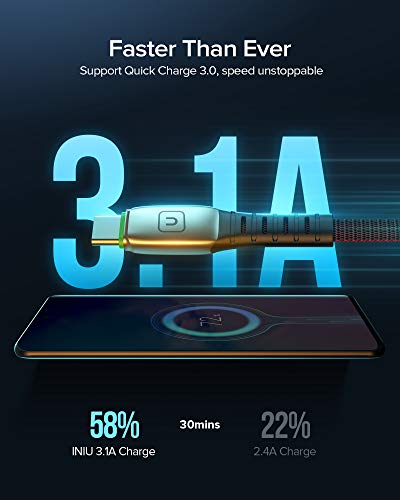 Faster Than Ever
Support Quick Charge 3.0, speed unstoppable
3.1A
72%
58% 30mins 22%
INIU 3.1A Charge 2.4A Charge